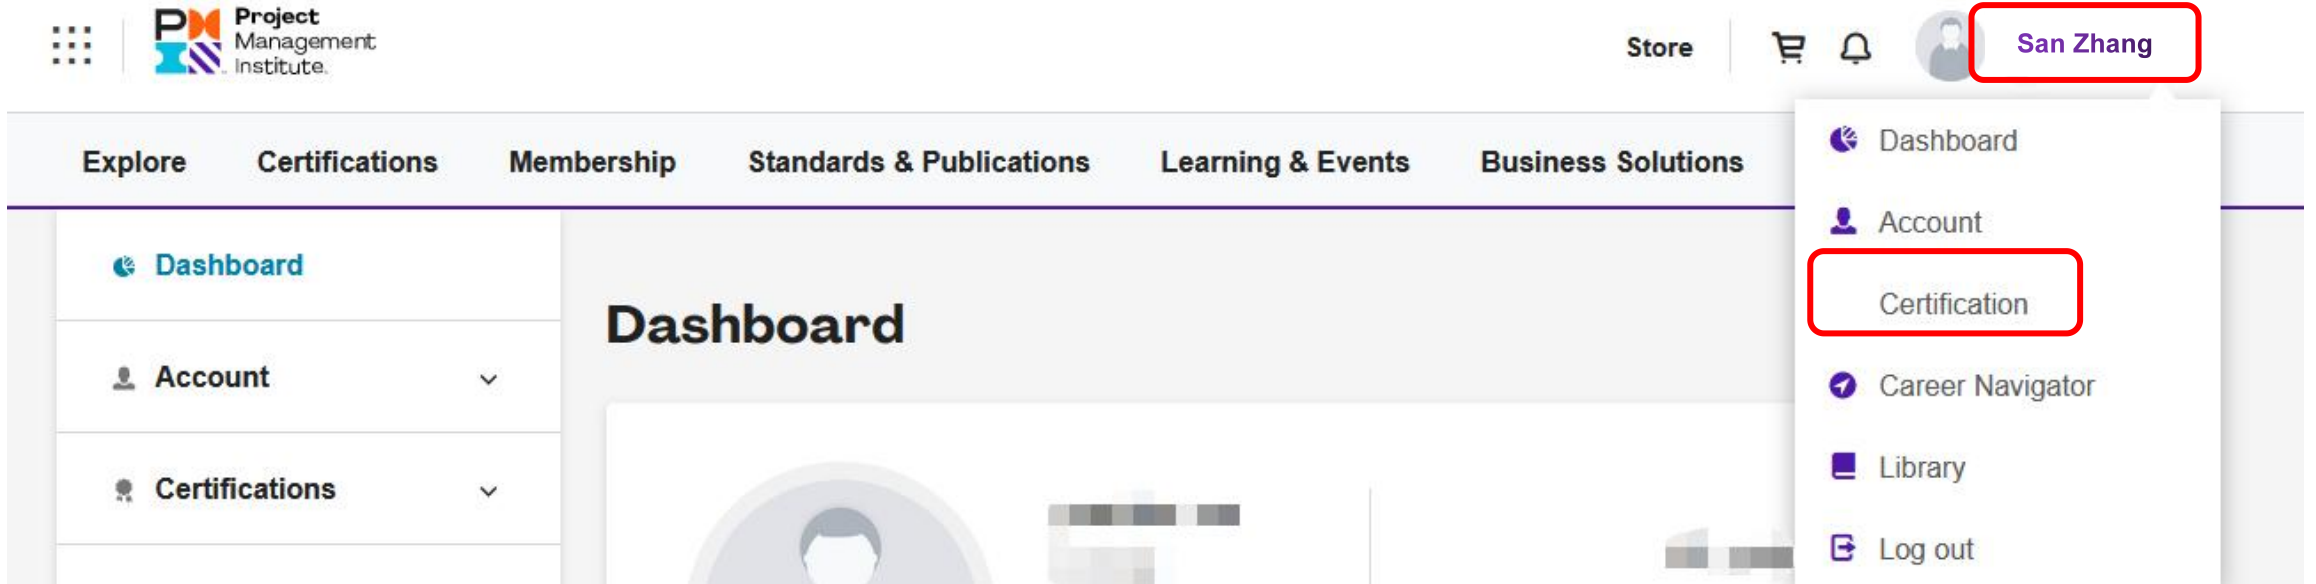 Project
Management
Institute.
Store
San Zhang
Explore
Certifications
Membership
Standards & Publications
Learning & Events
Business Solutions
Dashboard
Account
Certification
Career Navigator
Library
Log out
Dashboard
Account
Certifications
Dashboard